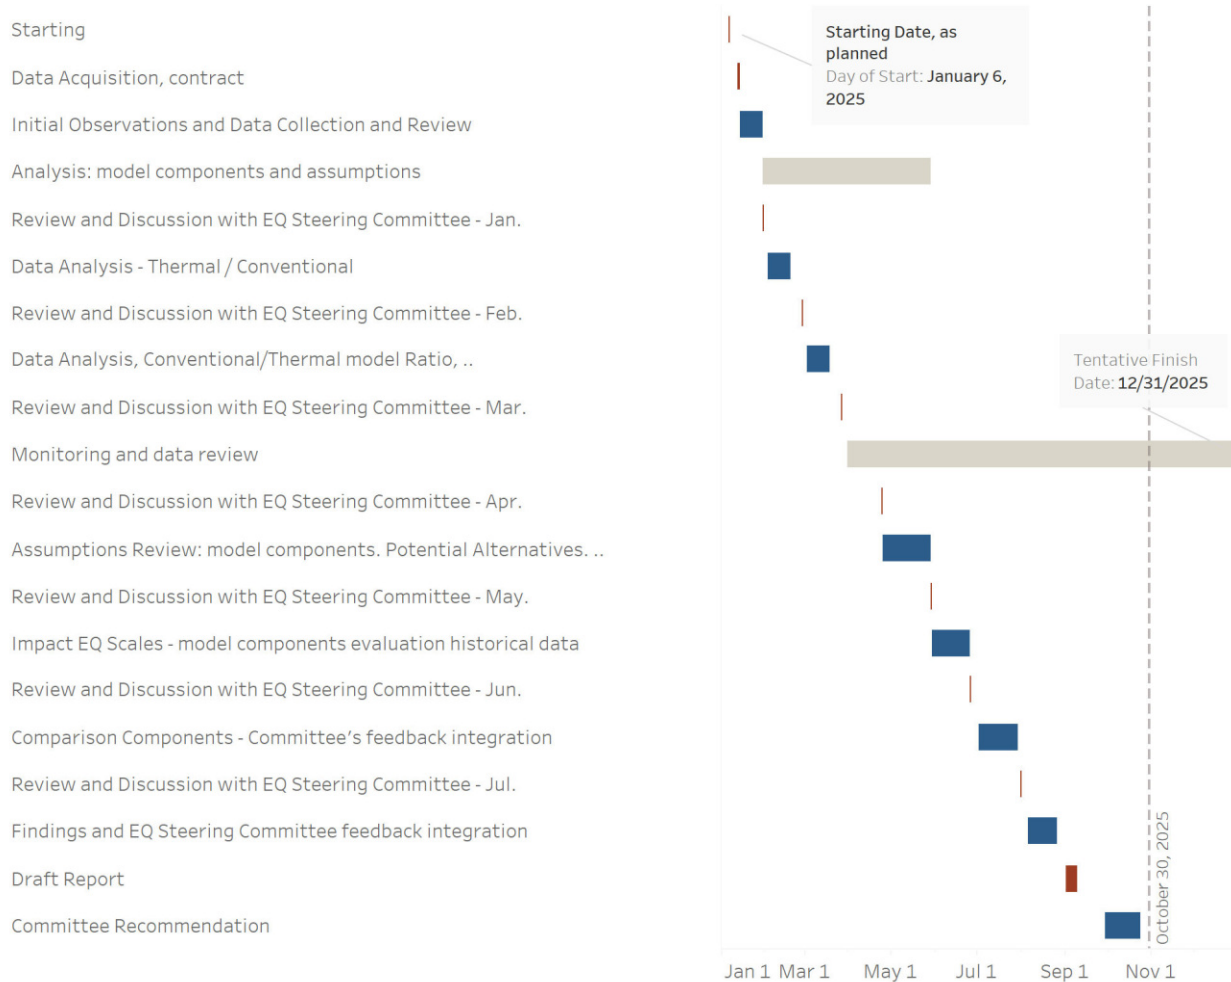 Starting
Starting Date, as
planned
Day of Start: January 6,
2025
Data Acquisition, contract
Initial Observations and Data Collection and Review
Analysis: model components and assumptions
Review and Discussion with EQ Steering Committee - Jan.
Data Analysis - Thermal / Conventional
Review and Discussion with EQ Steering Committee - Feb.
Data Analysis, Conventional/Thermal model Ratio, ..
Tentative Finish
Date: 12/31/2025
Review and Discussion with EQ Steering Committee - Mar.
Monitoring and data review
Review and Discussion with EQ Steering Committee - Apr.
Assumptions Review: model components. Potential Alternatives. ..
Review and Discussion with EQ Steering Committee - May.
Impact EQ Scales - model components evaluation historical data
Review and Discussion with EQ Steering Committee - Jun.
Comparison Components - Committee’s feedback integration
Review and Discussion with EQ Steering Committee - Jul.
Findings and EQ Steering Committee feedback integration
Draft Report
Committee Recommendation
October 30, 2025
Jan 1 Mar 1 May 1 Jul 1 Sep 1 Nov 1